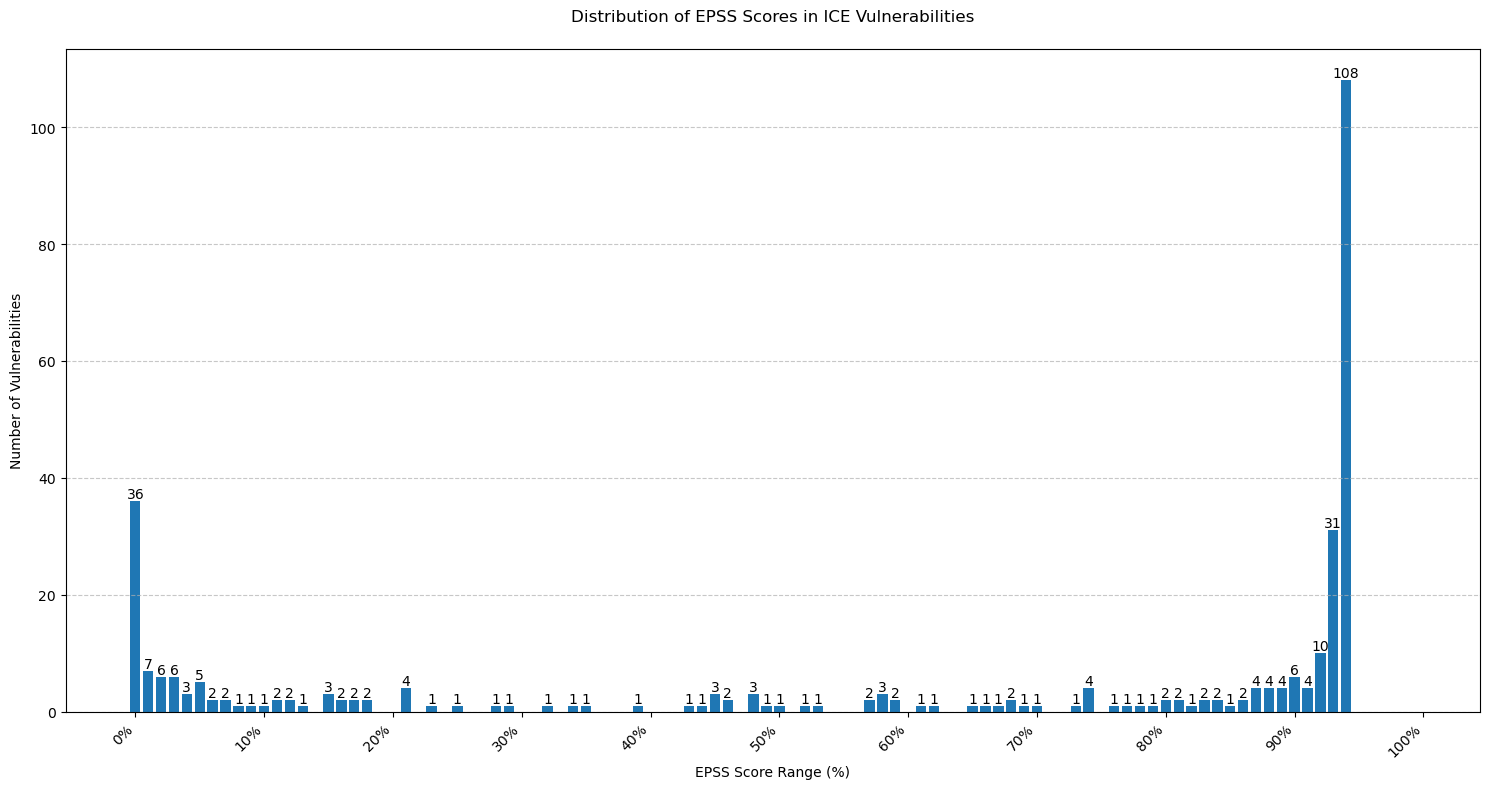 Distribution of EPSS Scores in ICE Vulnerabilities
108
100
80
60
40
20
0
Number of Vulnerabilities
36 7 6 6 3 5 2 2 1 1 1 2 2 1 3 2 2 2 4 1 1 1 1 1 1 1 1 1 1 3 2 3 1 1 1 1 2 3 2 1 1 1 1 1 2 1 1 1 4 1 1 1 1 2 2 1 2 2 1 2 4 4 4 6 4 10 31
0% 10% 20% 30% 40% 50% 60% 70% 80% 90% 100%
EPSS Score Range (%)